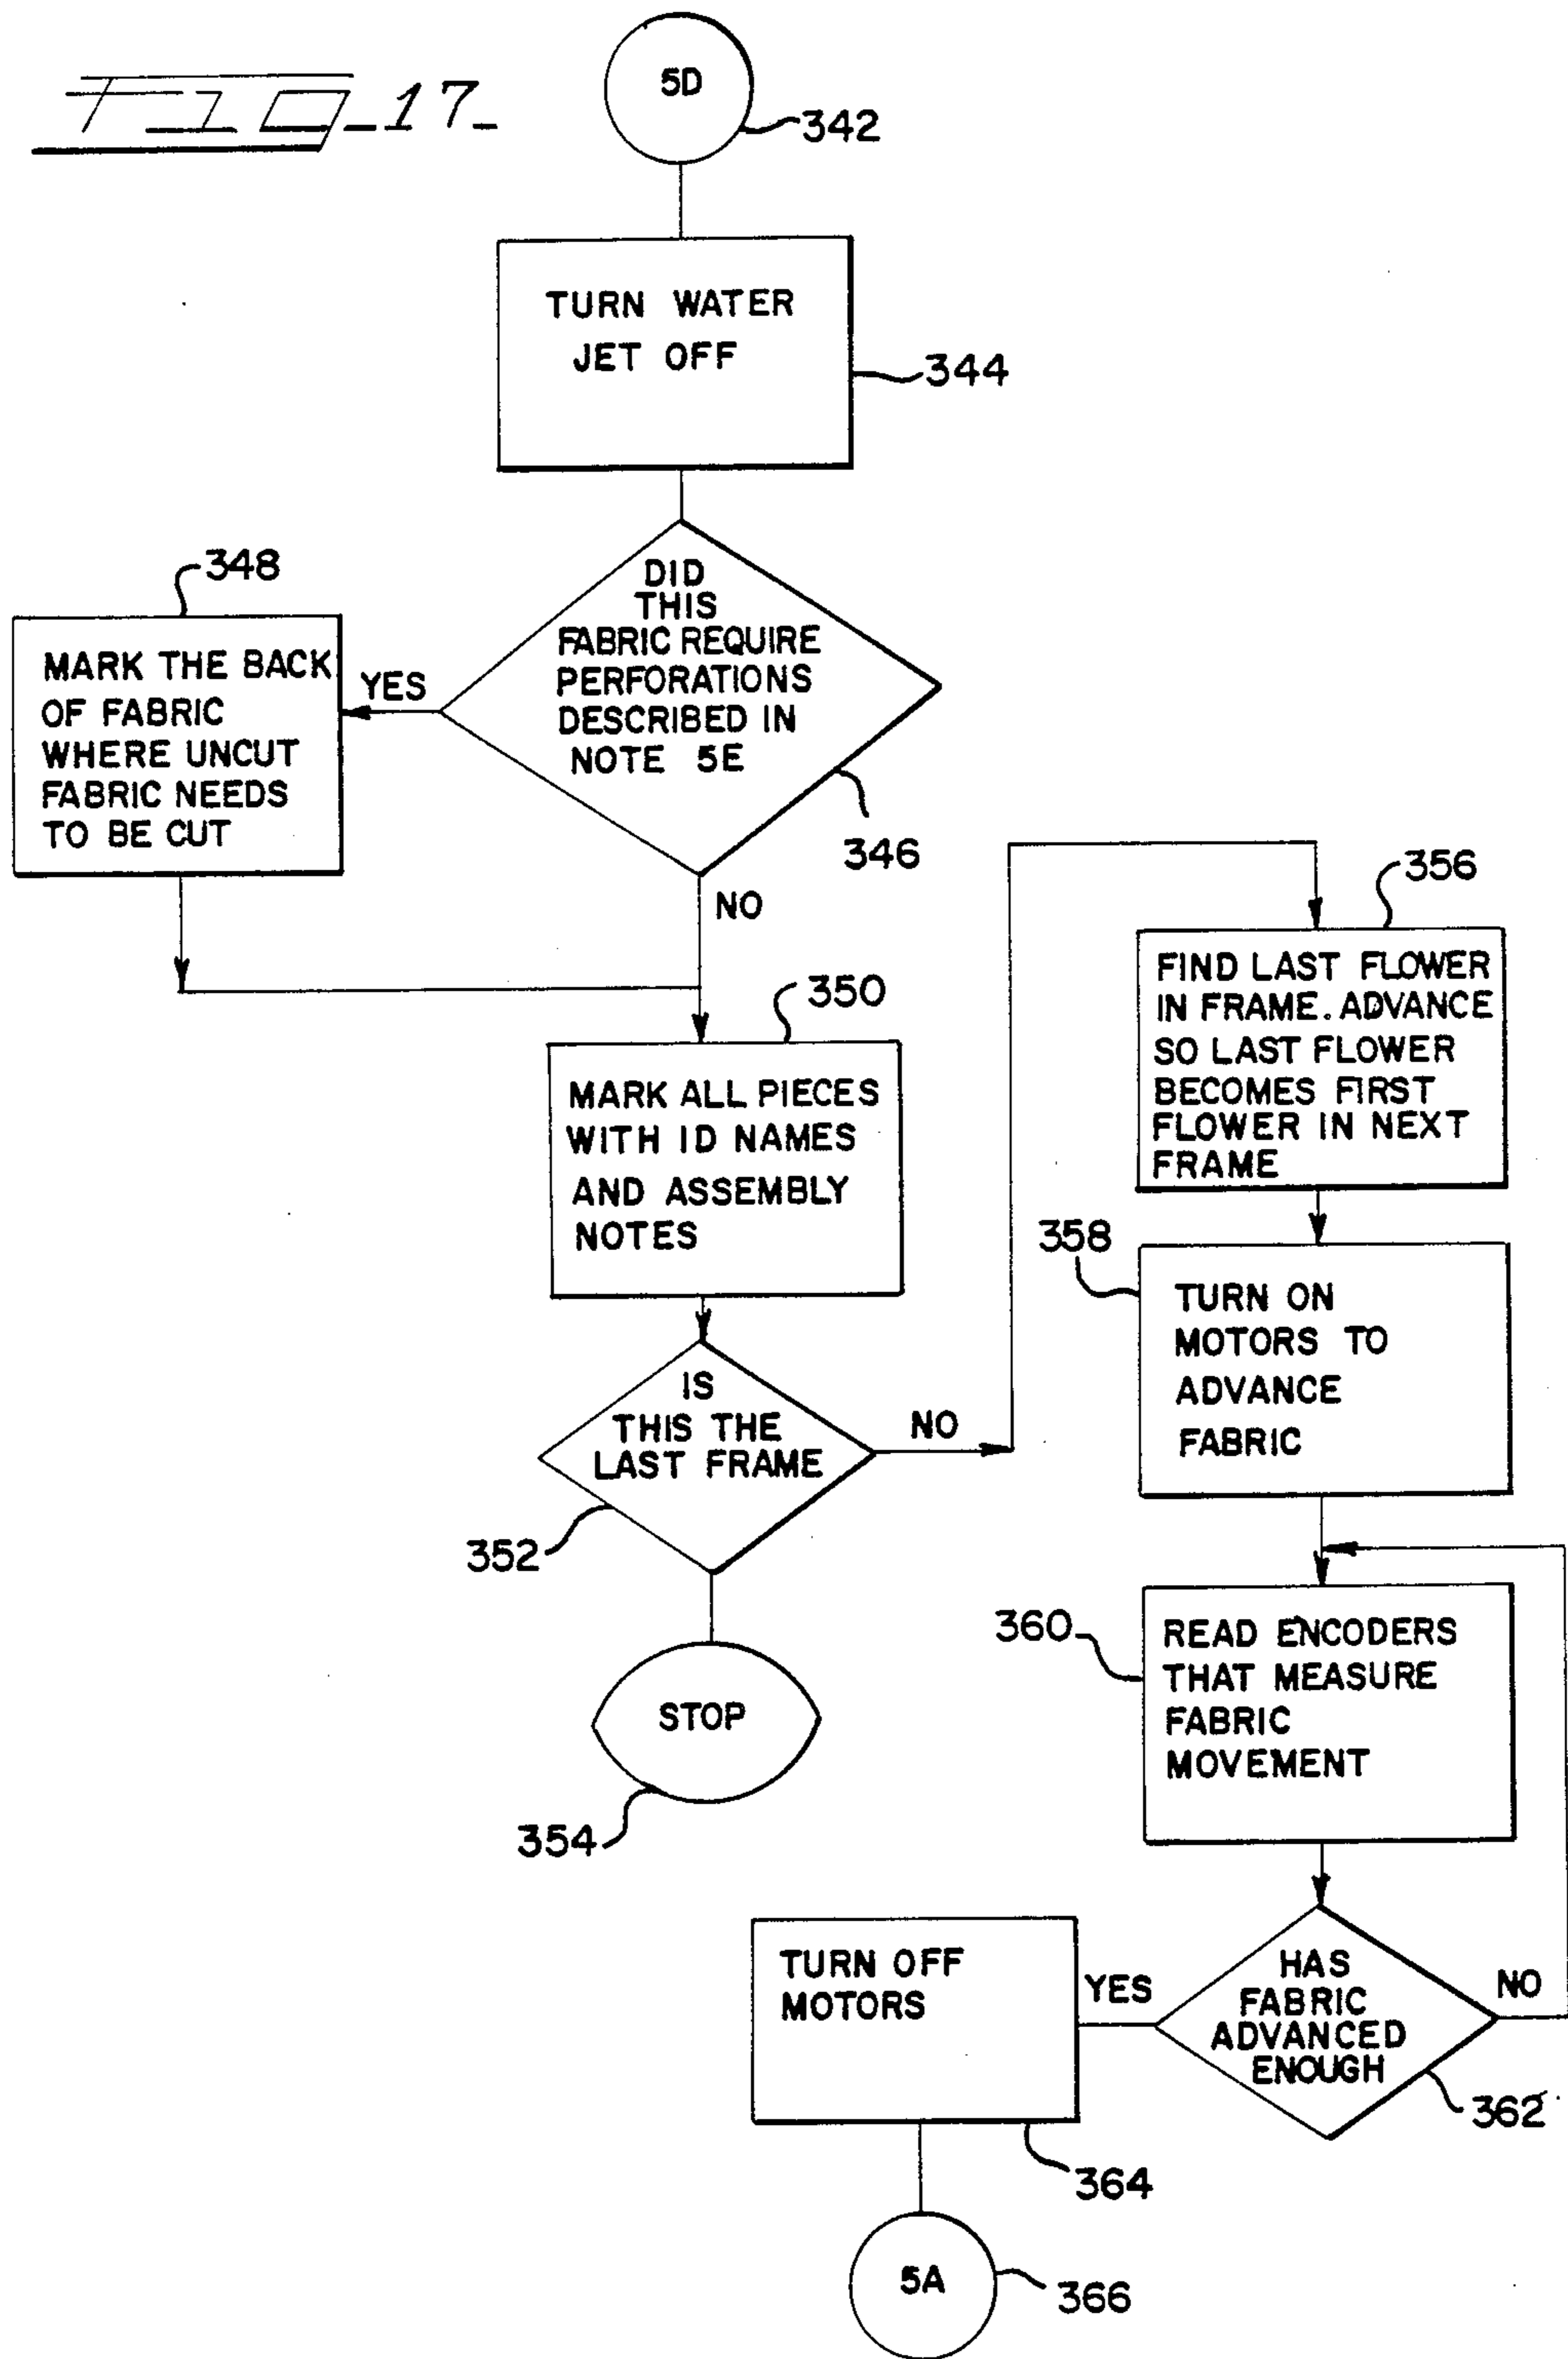 FIG_17_
5D
342
TURN WATER
JET OFF
344
DID
THIS
FABRIC REQUIRE
PERFORATIONS
DESCRIBED IN
NOTE 5E
346
YES
348
MARK THE BACK
OF FABRIC
WHERE UNCUT
FABRIC NEEDS
TO BE CUT
NO
350
MARK ALL PIECES
WITH ID NAMES
AND ASSEMBLY
NOTES
IS
THIS THE
LAST FRAME
352
NO
STOP
354
356
FIND LAST FLOWER
IN FRAME. ADVANCE
SO LAST FLOWER
BECOMES FIRST
FLOWER IN NEXT
FRAME
358
TURN ON
MOTORS TO
ADVANCE
FABRIC
360
READ ENCODERS
THAT MEASURE
FABRIC
MOVEMENT
HAS
FABRIC
ADVANCED
ENOUGH
NO
362
YES
TURN OFF
MOTORS
364
5A
366